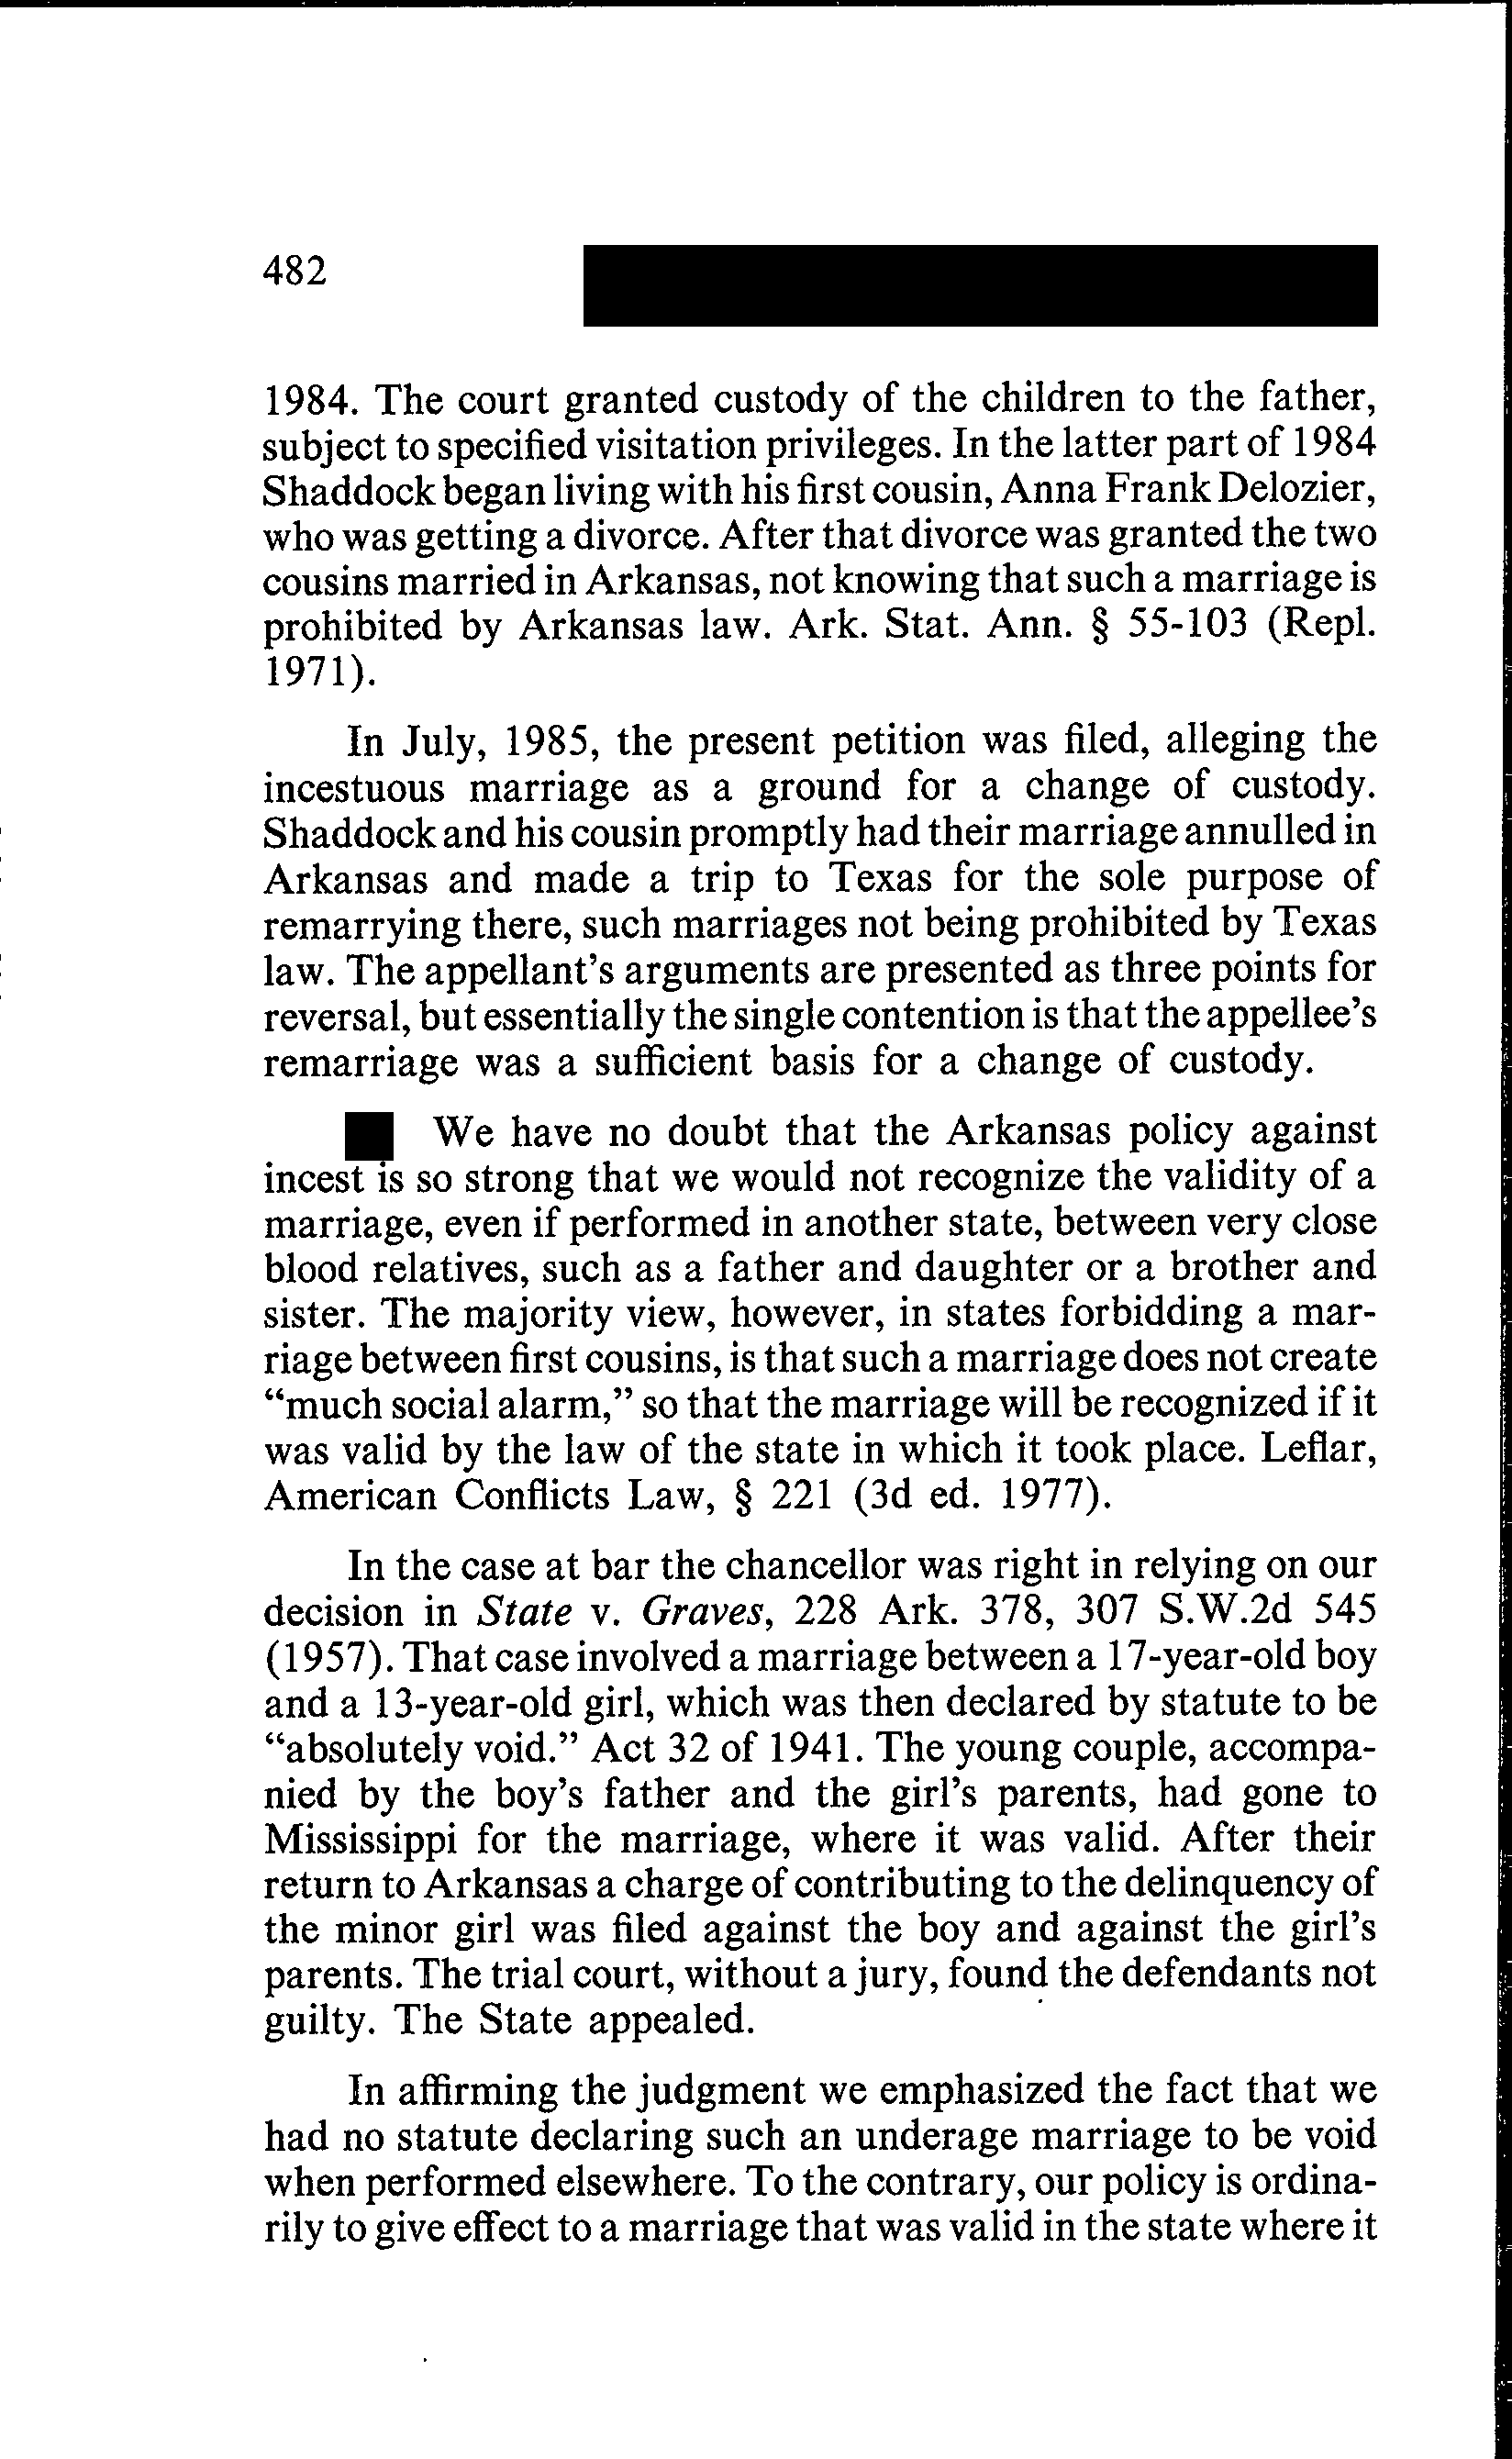 482
1984. The court granted custody of the children to the father,
subject to specified visitation privileges. In the latter part of 1984
Shaddock began living with his first cousin, Anna Frank Delozier,
who was getting a divorce. After that divorce was granted the two
cousins married in Arkansas, not knowing that such a marriage is
prohibited by Arkansas law. Ark. Stat. Ann. § 55-103 (Repl.
1971).
In July, 1985, the present petition was filed, alleging the
incestuous marriage as a ground for a change of custody.
Shaddock and his cousin promptly had their marriage annulled in
Arkansas and made a trip to Texas for the sole purpose of
remarrying there, such marriages not being prohibited by Texas
law. The appellant's arguments are presented as three points for
reversal, but essentially the single contention is that the appellee's
remarriage was a sufficient basis for a change of custody.
We have no doubt that the Arkansas policy against
incest is so strong that we would not recognize the validity of a
marriage, even if performed in another state, between very close
blood relatives, such as a father and daughter or a brother and
sister. The majority view, however, in states forbidding a mar-
riage between first cousins, is that such a marriage does not create
“much social alarm,” so that the marriage will be recognized if it
was valid by the law of the state in which it took place. Leflar,
American Conflicts Law, § 221 (3d ed. 1977).
In the case at bar the chancellor was right in relying on our
decision in State v. Graves, 228 Ark. 378, 307 S.W.2d 545
(1957). That case involved a marriage between a 17-year-old boy
and a 13-year-old girl, which was then declared by statute to be
“absolutely void.” Act 32 of 1941. The young couple, accompa-
nied by the boy's father and the girl's parents, had gone to
Mississippi for the marriage, where it was valid. After their
return to Arkansas a charge of contributing to the delinquency of
the minor girl was filed against the boy and against the girl's
parents. The trial court, without a jury, found the defendants not
guilty. The State appealed.
In affirming the judgment we emphasized the fact that we
had no statute declaring such an underage marriage to be void
when performed elsewhere. To the contrary, our policy is ordina-
rily to give effect to a marriage that was valid in the state where it